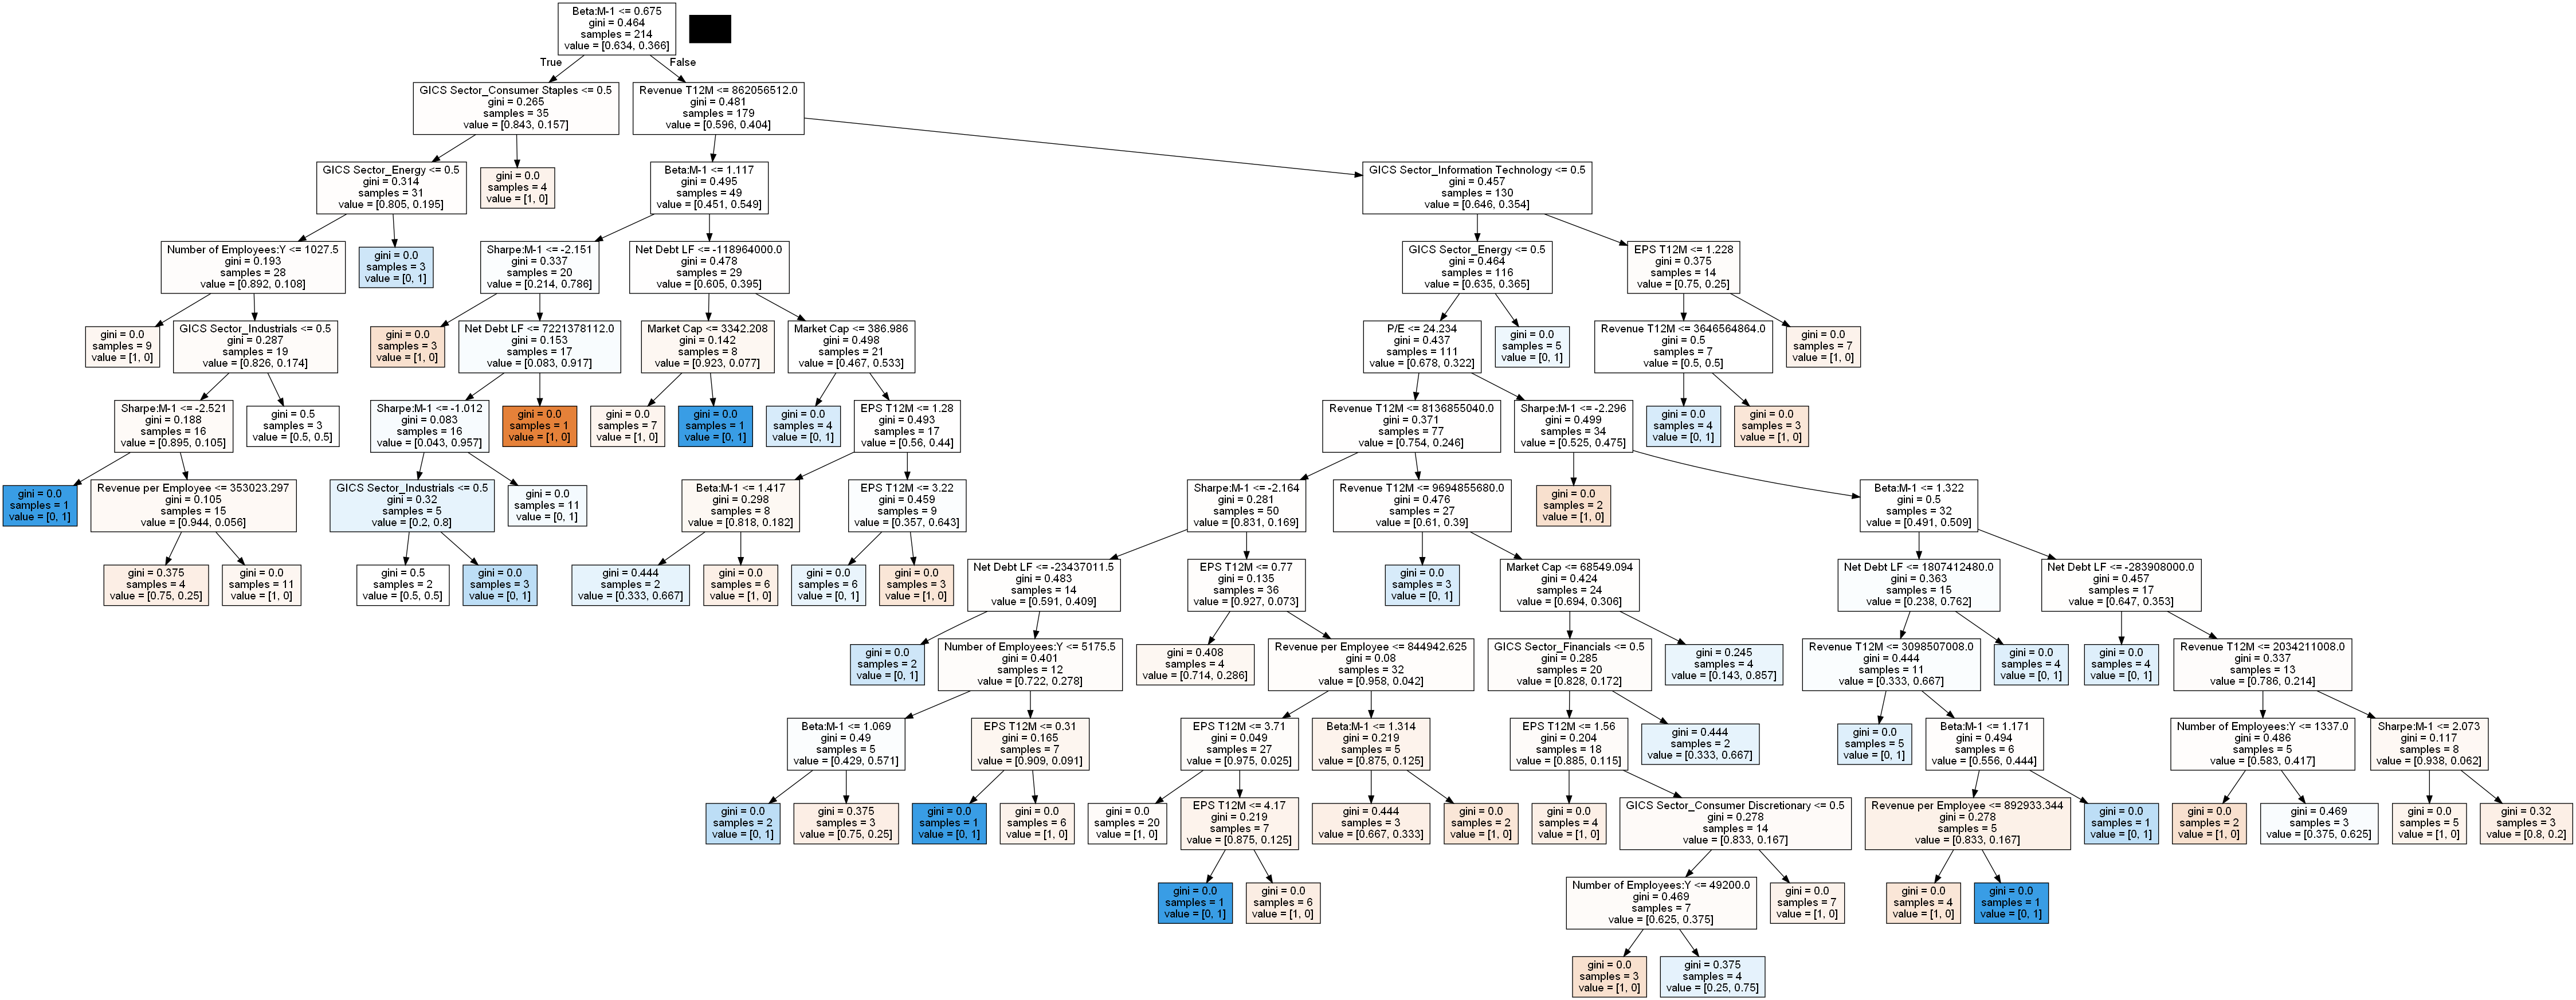 Beta:M-1 <= 0.675
gini = 0.464
samples = 214
value = [0.634, 0.366]
True
False
GICS Sector_Consumer Staples <= 0.5
gini = 0.265
samples = 35
value = [0.843, 0.157]
Revenue T12M <= 862056512.0
gini = 0.481
samples = 179
value = [0.596, 0.404]
GICS Sector_Energy <= 0.5
gini = 0.314
samples = 31
value = [0.805, 0.195]
gini = 0.0
samples = 4
value = [1, 0]
Beta:M-1 <= 1.117
gini = 0.495
samples = 49
value = [0.451, 0.549]
GICS Sector_Information Technology <= 0.5
gini = 0.457
samples = 130
value = [0.646, 0.354]
Number of Employees:Y <= 1027.5
gini = 0.193
samples = 28
value = [0.892, 0.108]
gini = 0.0
samples = 3
value = [0, 1]
Sharpe:M-1 <= -2.151
gini = 0.337
samples = 20
value = [0.214, 0.786]
Net Debt LF <= -118964000.0
gini = 0.478
samples = 29
value = [0.605, 0.395]
GICS Sector_Energy <= 0.5
gini = 0.464
samples = 116
value = [0.635, 0.365]
EPS T12M <= 1.228
gini = 0.375
samples = 14
value = [0.75, 0.25]
gini = 0.0
samples = 9
value = [1, 0]
GICS Sector_Industrials <= 0.5
gini = 0.287
samples = 19
value = [0.826, 0.174]
gini = 0.0
samples = 3
value = [1, 0]
Net Debt LF <= 7221378112.0
gini = 0.153
samples = 17
value = [0.083, 0.917]
Market Cap <= 3342.208
gini = 0.142
samples = 8
value = [0.923, 0.077]
Market Cap <= 386.986
gini = 0.498
samples = 21
value = [0.467, 0.533]
P/E <= 24.234
gini = 0.437
samples = 111
value = [0.678, 0.322]
gini = 0.0
samples = 5
value = [0, 1]
Revenue T12M <= 3646564864.0
gini = 0.5
samples = 7
value = [0.5, 0.5]
gini = 0.0
samples = 7
value = [1, 0]
Sharpe:M-1 <= -2.521
gini = 0.188
samples = 16
value = [0.895, 0.105]
gini = 0.5
samples = 3
value = [0.5, 0.5]
Sharpe:M-1 <= -1.012
gini = 0.083
samples = 16
value = [0.043, 0.957]
gini = 0.0
samples = 1
value = [1, 0]
gini = 0.0
samples = 7
value = [1, 0]
gini = 0.0
samples = 1
value = [0, 1]
gini = 0.0
samples = 4
value = [0, 1]
EPS T12M <= 1.28
gini = 0.493
samples = 17
value = [0.56, 0.44]
Revenue T12M <= 8136855040.0
gini = 0.371
samples = 77
value = [0.754, 0.246]
Sharpe:M-1 <= -2.296
gini = 0.499
samples = 34
value = [0.525, 0.475]
gini = 0.0
samples = 4
value = [0, 1]
gini = 0.0
samples = 3
value = [1, 0]
gini = 0.0
samples = 1
value = [0, 1]
Revenue per Employee <= 353023.297
gini = 0.105
samples = 15
value = [0.944, 0.056]
GICS Sector_Industrials <= 0.5
gini = 0.32
samples = 5
value = [0.2, 0.8]
gini = 0.0
samples = 11
value = [0, 1]
Beta:M-1 <= 1.417
gini = 0.298
samples = 8
value = [0.818, 0.182]
EPS T12M <= 3.22
gini = 0.459
samples = 9
value = [0.357, 0.643]
Sharpe:M-1 <= -2.164
gini = 0.281
samples = 50
value = [0.831, 0.169]
Revenue T12M <= 9694855680.0
gini = 0.476
samples = 27
value = [0.61, 0.39]
gini = 0.0
samples = 2
value = [1, 0]
Beta:M-1 <= 1.322
gini = 0.5
samples = 32
value = [0.491, 0.509]
gini = 0.375
samples = 4
value = [0.75, 0.25]
gini = 0.0
samples = 11
value = [1, 0]
gini = 0.5
samples = 2
value = [0.5, 0.5]
gini = 0.0
samples = 3
value = [0, 1]
gini = 0.444
samples = 2
value = [0.333, 0.667]
gini = 0.0
samples = 6
value = [1, 0]
gini = 0.0
samples = 6
value = [0, 1]
gini = 0.0
samples = 3
value = [1, 0]
Net Debt LF <= -23437011.5
gini = 0.483
samples = 14
value = [0.591, 0.409]
EPS T12M <= 0.77
gini = 0.135
samples = 36
value = [0.927, 0.073]
gini = 0.0
samples = 3
value = [0, 1]
Market Cap <= 68549.094
gini = 0.424
samples = 24
value = [0.694, 0.306]
Net Debt LF <= 1807412480.0
gini = 0.363
samples = 15
value = [0.238, 0.762]
Net Debt LF <= -283908000.0
gini = 0.457
samples = 17
value = [0.647, 0.353]
gini = 0.0
samples = 2
value = [0, 1]
Number of Employees:Y <= 5175.5
gini = 0.401
samples = 12
value = [0.722, 0.278]
gini = 0.408
samples = 4
value = [0.714, 0.286]
Revenue per Employee <= 844942.625
gini = 0.08
samples = 32
value = [0.958, 0.042]
GICS Sector_Financials <= 0.5
gini = 0.285
samples = 20
value = [0.828, 0.172]
gini = 0.245
samples = 4
value = [0.143, 0.857]
Revenue T12M <= 3098507008.0
gini = 0.444
samples = 11
value = [0.333, 0.667]
gini = 0.0
samples = 4
value = [0, 1]
gini = 0.0
samples = 4
value = [0, 1]
Revenue T12M <= 2034211008.0
gini = 0.337
samples = 13
value = [0.786, 0.214]
Beta:M-1 <= 1.069
gini = 0.49
samples = 5
value = [0.429, 0.571]
EPS T12M <= 0.31
gini = 0.165
samples = 7
value = [0.909, 0.091]
EPS T12M <= 3.71
gini = 0.049
samples = 27
value = [0.975, 0.025]
Beta:M-1 <= 1.314
gini = 0.219
samples = 5
value = [0.875, 0.125]
EPS T12M <= 1.56
gini = 0.204
samples = 18
value = [0.885, 0.115]
gini = 0.444
samples = 2
value = [0.333, 0.667]
gini = 0.0
samples = 5
value = [0, 1]
Beta:M-1 <= 1.171
gini = 0.494
samples = 6
value = [0.556, 0.444]
Number of Employees:Y <= 1337.0
gini = 0.486
samples = 5
value = [0.583, 0.417]
Sharpe:M-1 <= 2.073
gini = 0.117
samples = 8
value = [0.938, 0.062]
gini = 0.0
samples = 2
value = [0, 1]
gini = 0.375
samples = 3
value = [0.75, 0.25]
gini = 0.0
samples = 1
value = [0, 1]
gini = 0.0
samples = 6
value = [1, 0]
gini = 0.0
samples = 20
value = [1, 0]
EPS T12M <= 4.17
gini = 0.219
samples = 7
value = [0.875, 0.125]
gini = 0.444
samples = 3
value = [0.667, 0.333]
gini = 0.0
samples = 2
value = [1, 0]
gini = 0.0
samples = 4
value = [1, 0]
GICS Sector_Consumer Discretionary <= 0.5
gini = 0.278
samples = 14
value = [0.833, 0.167]
Revenue per Employee <= 892933.344
gini = 0.278
samples = 5
value = [0.833, 0.167]
gini = 0.0
samples = 1
value = [0, 1]
gini = 0.0
samples = 2
value = [1, 0]
gini = 0.469
samples = 3
value = [0.375, 0.625]
gini = 0.0
samples = 5
value = [1, 0]
gini = 0.32
samples = 3
value = [0.8, 0.2]
gini = 0.0
samples = 1
value = [0, 1]
gini = 0.0
samples = 6
value = [1, 0]
Number of Employees:Y <= 49200.0
gini = 0.469
samples = 7
value = [0.625, 0.375]
gini = 0.0
samples = 7
value = [1, 0]
gini = 0.0
samples = 4
value = [1, 0]
gini = 0.0
samples = 1
value = [0, 1]
gini = 0.0
samples = 3
value = [1, 0]
gini = 0.375
samples = 4
value = [0.25, 0.75]